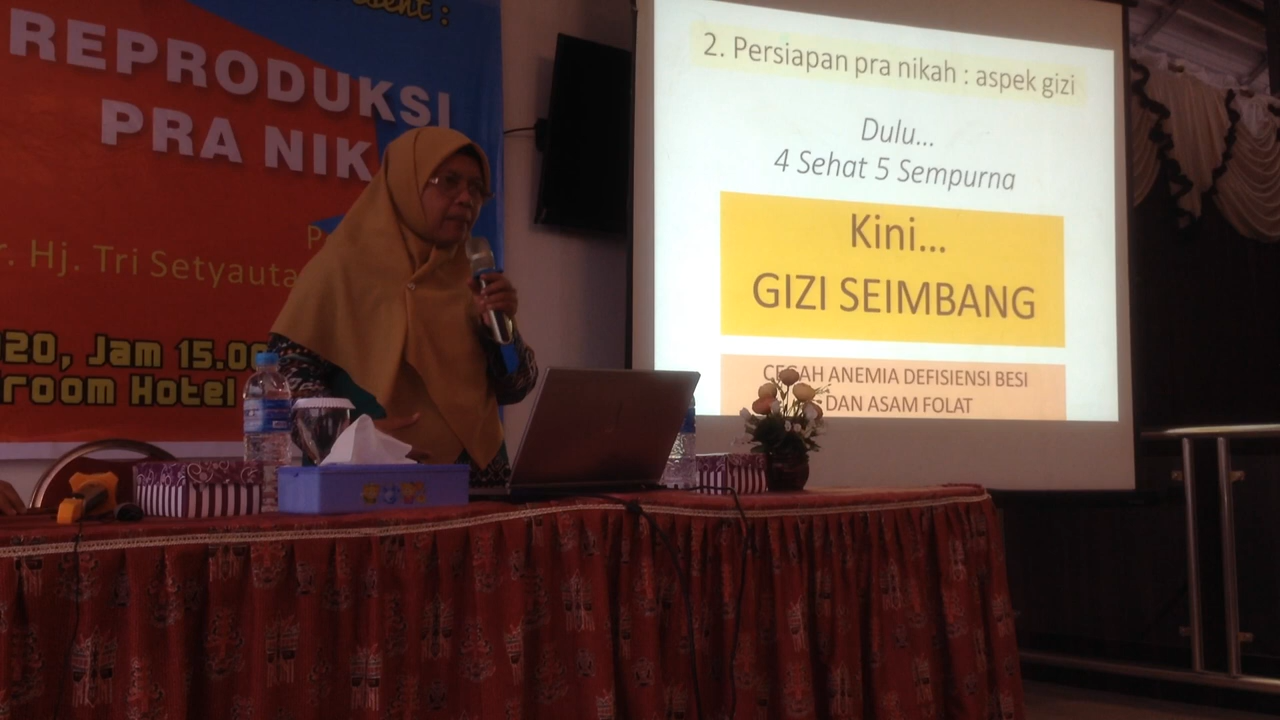 REPRODUKSI
PRA NIK
r. Hj. Tri Setyauta
20, Jam 15.00
room Hotel
2. Persiapan pra nikah : aspek gizi
Dulu...
4 Sehat 5 Sempurna
Kini...
GIZI SEIMBANG
CEGAH ANEMIA DEFISIENSI BESI
DAN ASAM FOLAT